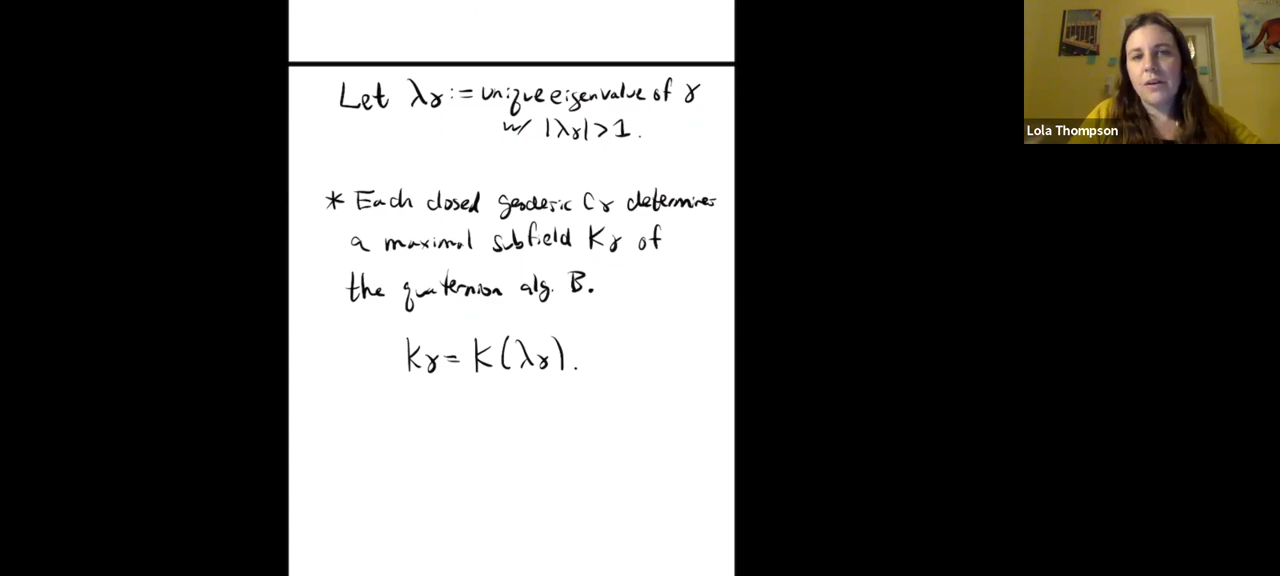 Let λγ := unique eigenvalue of γ
w/ |λγ| > 1.
* Each closed geodesic Cγ determines
a maximal subfield Kγ of
the quaternion alg. B.
Kγ = K(λγ).
Lola Thompson